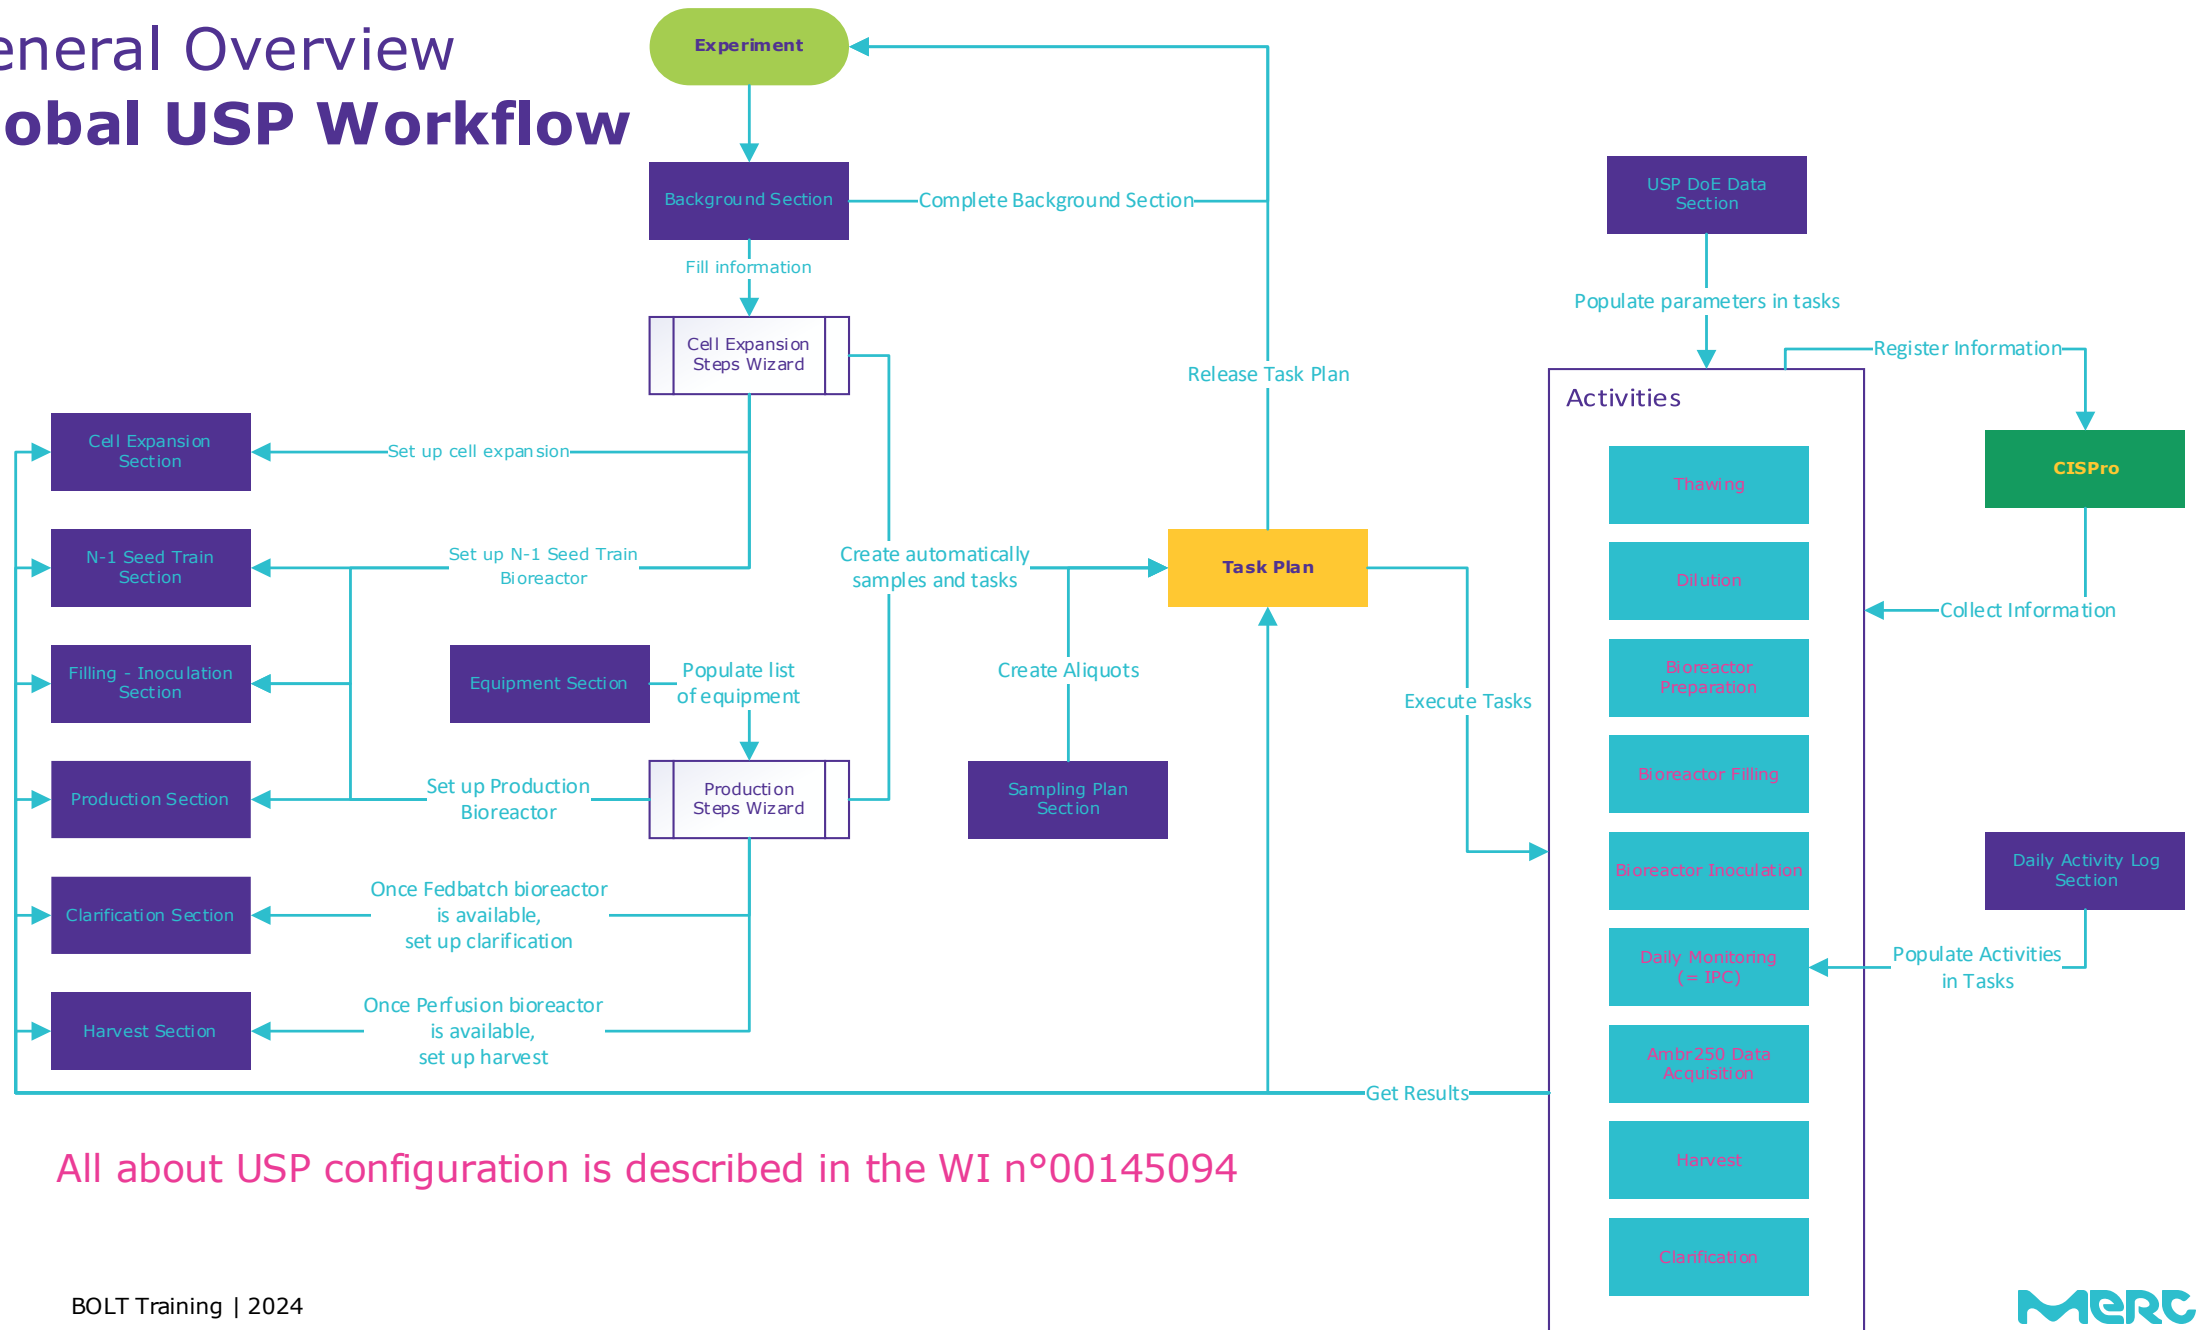 eneral Overview
obal USP Workflow
Experiment
Background Section
Complete Background Section
Fill information
Cell Expansion
Steps Wizard
Release Task Plan
USP DoE Data
Section
Populate parameters in tasks
Register Information
Activities
CISPro
Collect Information
Cell Expansion
Section
Set up cell expansion
N-1 Seed Train
Section
Set up N-1 Seed Train
Bioreactor
Create automatically
samples and tasks
Task Plan
Filling - Inoculation
Section
Equipment Section
Populate list
of equipment
Create Aliquots
Execute Tasks
Production Section
Set up Production
Bioreactor
Production
Steps Wizard
Sampling Plan
Section
Clarification Section
Once Fedbatch bioreactor
is available,
set up clarification
Harvest Section
Once Perfusion bioreactor
is available,
set up harvest
Get Results
Thawing
Dilution
Bioreactor
Preparation
Bioreactor Filling
Bioreactor Inoculation
Daily Monitoring
(= IPC)
Ambr250 Data
Acquisition
Harvest
Clarification
Daily Activity Log
Section
Populate Activities
in Tasks
All about USP configuration is described in the WI n°00145094
BOLT Training | 2024
Merc